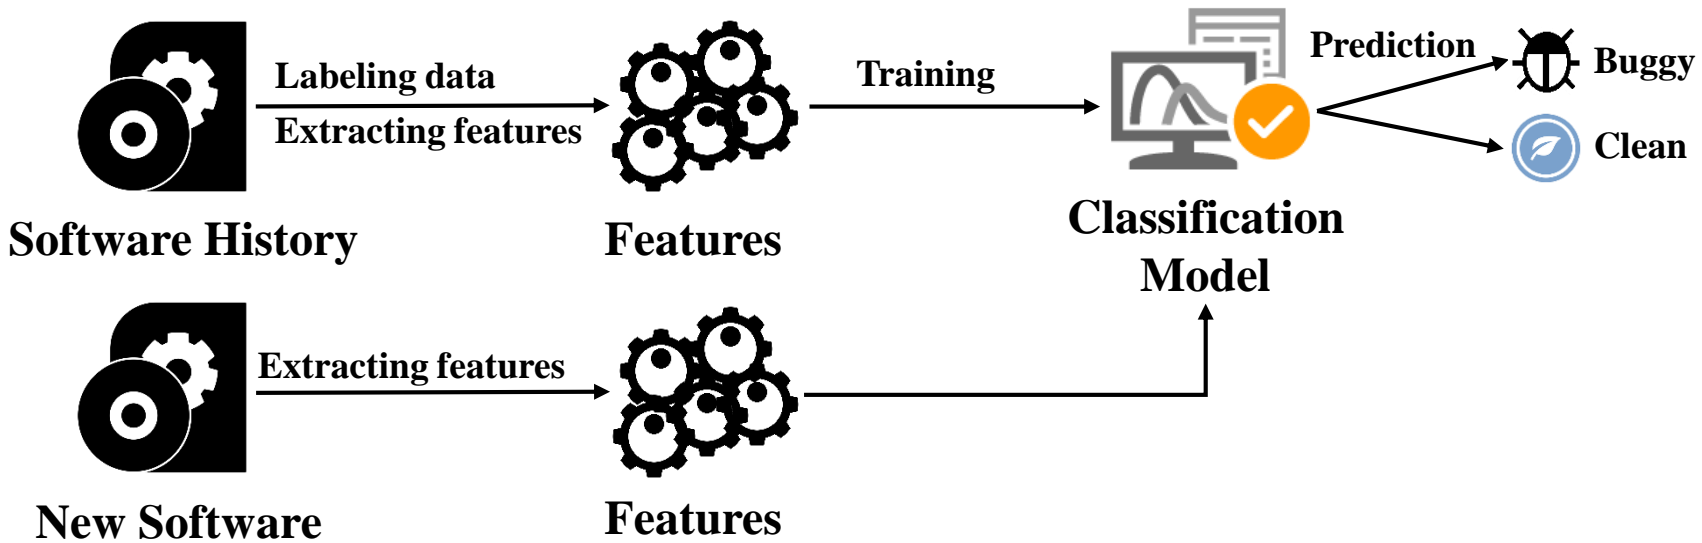 Labeling data
Extracting features
Software History
Features
Training
Classification
Model
Prediction
Buggy
Clean
Extracting features
New Software
Features